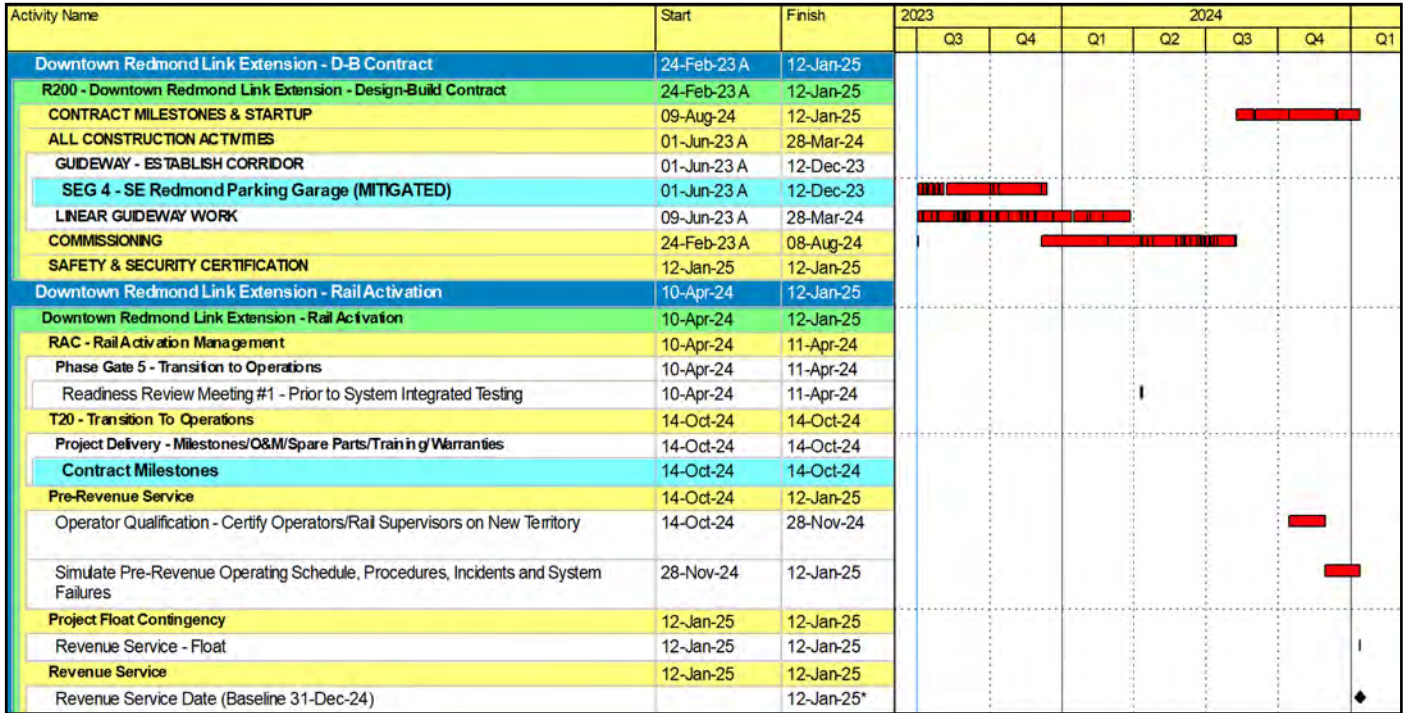 Activity Name Start Finish 2023 2024
Q3 Q4 Q1 Q2 Q3 Q4 Q1
Downtown Redmond Link Extension - D-B Contract 24-Feb-23 A 12-Jan-25
R200 - Downtown Redmond Link Extension - Design-Build Contract 24-Feb-23 A 12-Jan-25
CONTRACT MILESTONES & STARTUP 09-Aug-24 12-Jan-25
ALL CONSTRUCTION ACTIVITIES 01-Jun-23 A 28-Mar-24
GUIDEWAY - ESTABLISH CORRIDOR 01-Jun-23 A 12-Dec-23
SEG 4 - SE Redmond Parking Garage (MITIGATED) 01-Jun-23 A 12-Dec-23
LINEAR GUIDEWAY WORK 09-Jun-23 A 28-Mar-24
COMMISSIONING 24-Feb-23 A 08-Aug-24
SAFETY & SECURITY CERTIFICATION 12-Jan-25 12-Jan-25
Downtown Redmond Link Extension - Rail Activation 10-Apr-24 12-Jan-25
Downtown Redmond Link Extension - Rail Activation 10-Apr-24 12-Jan-25
RAC - Rail Activation Management 10-Apr-24 11-Apr-24
Phase Gate 5 - Transition to Operations 10-Apr-24 11-Apr-24
Readiness Review Meeting #1 - Prior to System Integrated Testing 10-Apr-24 11-Apr-24
T20 - Transition To Operations 14-Oct-24 14-Oct-24
Project Delivery - Milestones/O&M/Spare Parts/Training/Warranties 14-Oct-24 14-Oct-24
Contract Milestones 14-Oct-24 14-Oct-24
Pre-Revenue Service 14-Oct-24 12-Jan-25
Operator Qualification - Certify Operators/Rail Supervisors on New Territory 14-Oct-24 28-Nov-24
Simulate Pre-Revenue Operating Schedule, Procedures, Incidents and System 28-Nov-24 12-Jan-25
Failures
Project Float Contingency 12-Jan-25 12-Jan-25
Revenue Service - Float 12-Jan-25 12-Jan-25
Revenue Service 12-Jan-25 12-Jan-25
Revenue Service Date (Baseline 31-Dec-24) 12-Jan-25*